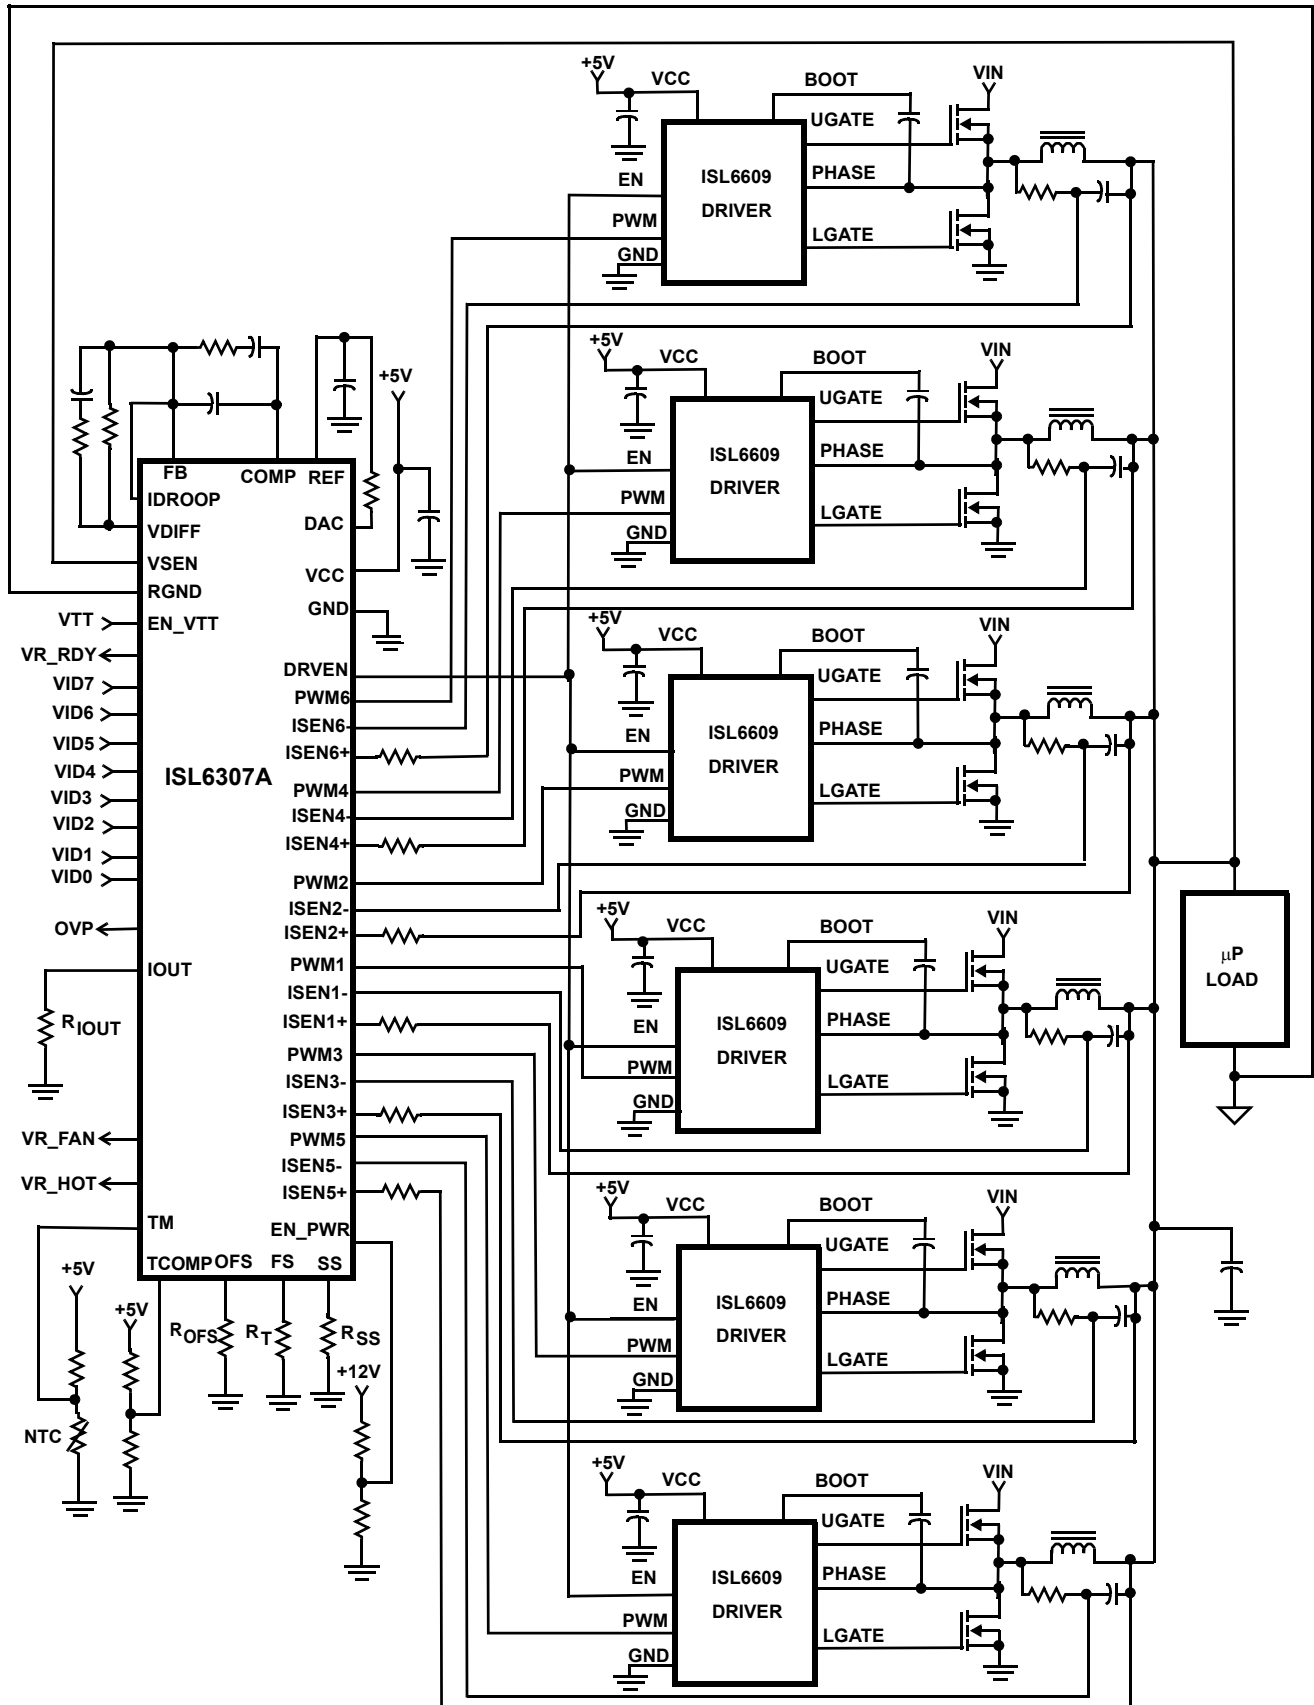 +5V
VCC
BOOT
VIN
UGATE
EN
ISL6609
DRIVER
PHASE
PWM
LGATE
GND
+5V
VCC
BOOT
VIN
UGATE
EN
ISL6609
DRIVER
PHASE
PWM
LGATE
GND
+5V
VCC
BOOT
VIN
UGATE
EN
ISL6609
DRIVER
PHASE
PWM
LGATE
GND
+5V
VCC
BOOT
VIN
UGATE
EN
ISL6609
DRIVER
PHASE
PWM
LGATE
GND
+5V
VCC
BOOT
VIN
UGATE
EN
ISL6609
DRIVER
PHASE
PWM
LGATE
GND
+5V
VCC
BOOT
VIN
UGATE
EN
ISL6609
DRIVER
PHASE
PWM
LGATE
GND
+5V
FB
COMP
REF
IDROOP
VDIFF
DAC
VSEN
VCC
RGND
GND
VTT
EN_VTT
VR_RDY
DRVEN
VID7
PWM6
VID6
ISEN6-
VID5
ISEN6+
VID4
ISL6307A
PWM4
VID3
ISEN4-
VID2
ISEN4+
VID1
VID0
PWM2
ISEN2-
OVP
ISEN2+
IOUT
PWM1
ISEN1-
RIOUT
ISEN1+
PWM3
ISEN3-
ISEN3+
VR_FAN
PWM5
ISEN5-
VR_HOT
ISEN5+
TM
EN_PWR
TCOMP
OFS
FS
SS
+5V
+5V
ROFS
RT
RSS
+12V
NTC
µP
LOAD